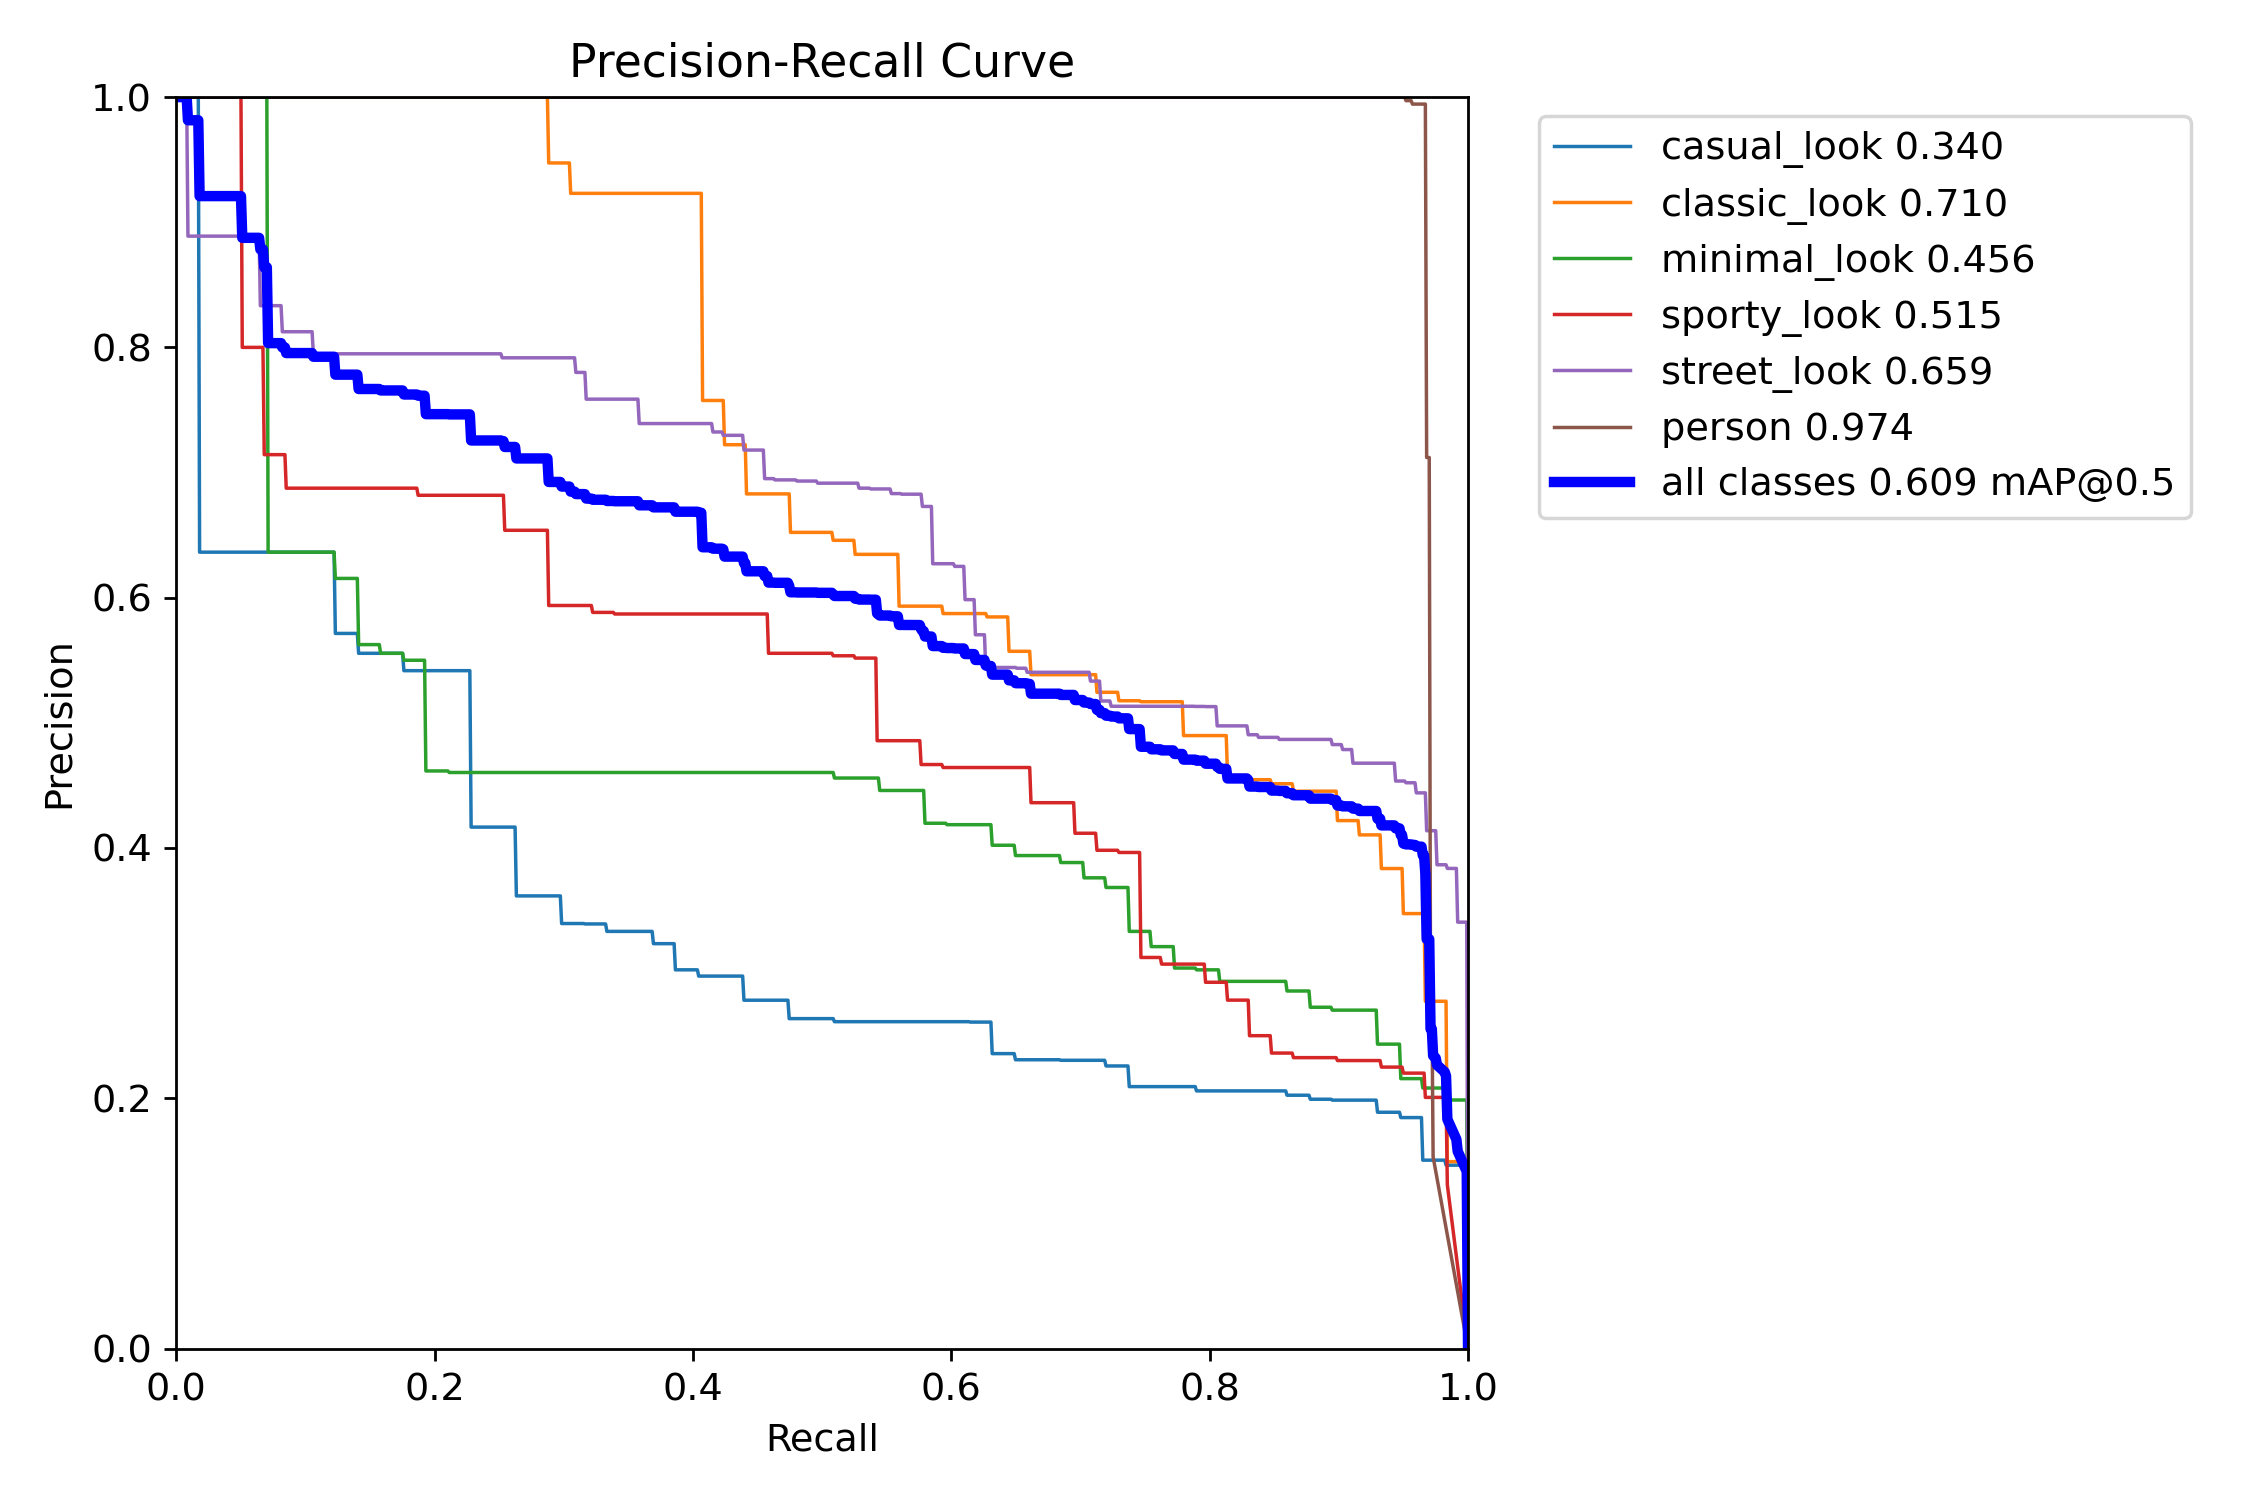 Precision-Recall Curve
1.0
0.8
0.6
0.4
0.2
0.0
Precision
0.0 0.2 0.4 0.6 0.8 1.0
Recall
casual_look 0.340
classic_look 0.710
minimal_look 0.456
sporty_look 0.515
street_look 0.659
person 0.974
all classes 0.609 mAP@0.5